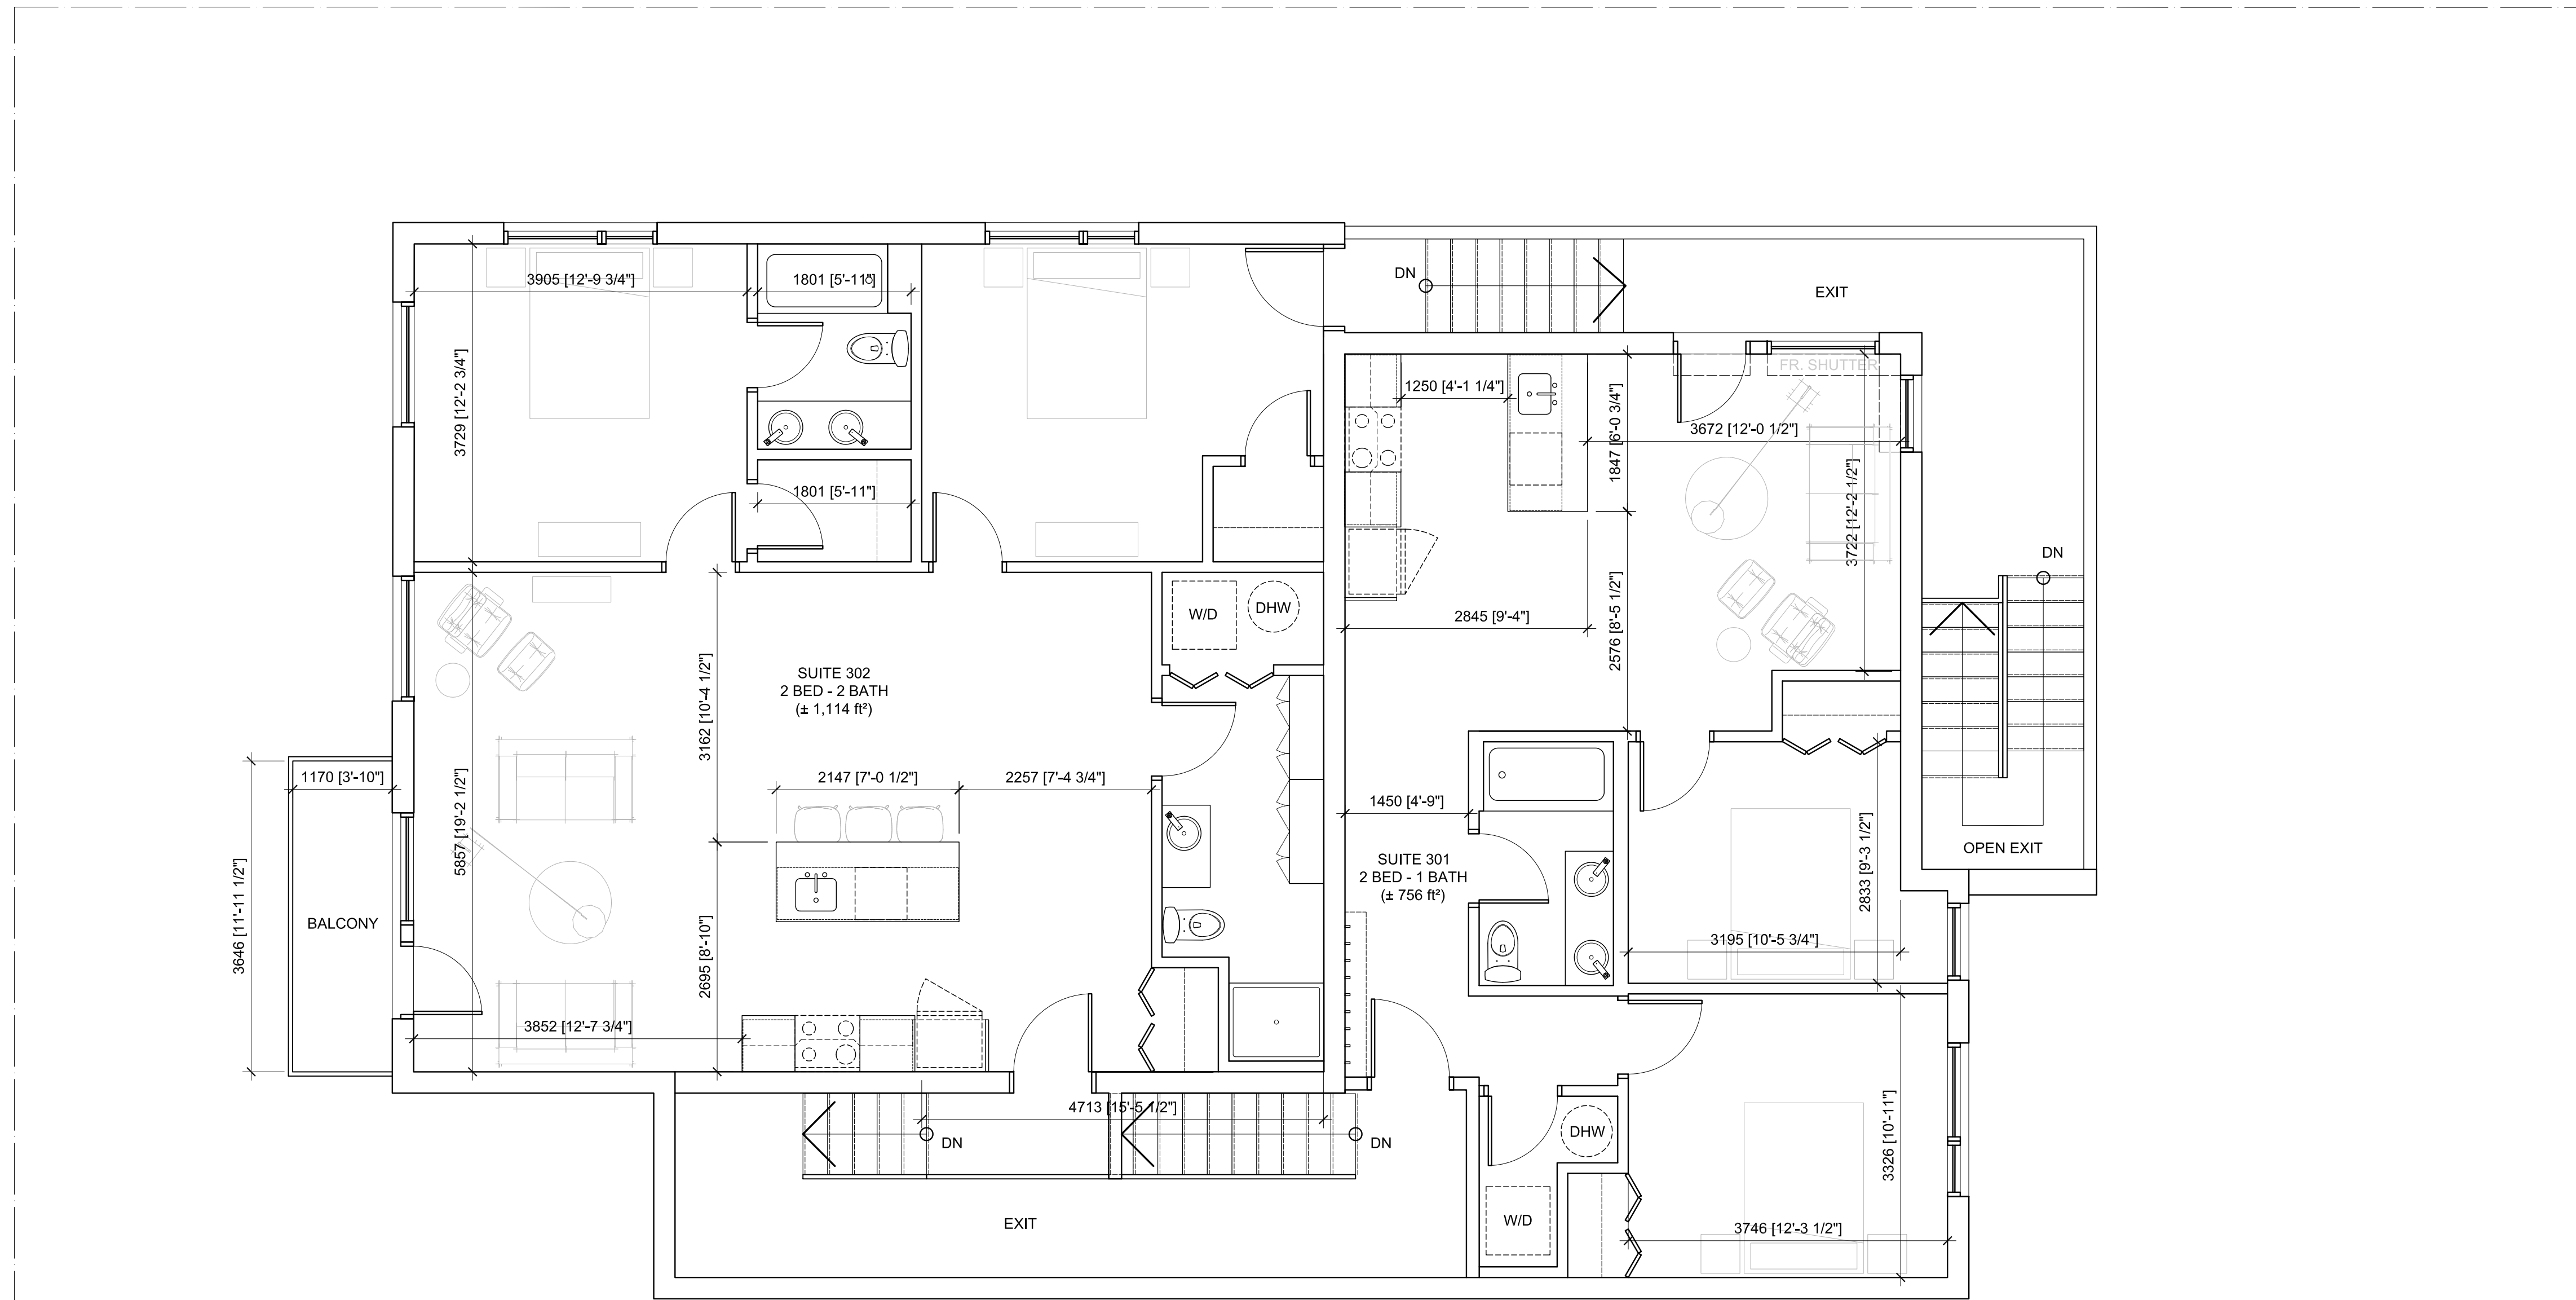 DN
EXIT
3905 [12'-9 3/4"]
1801 [5'-11"]
3729 [12'-2 3/4"]
FR. SHUTTER
1250 [4'-1 1/4"]
1847 [6'-0 3/4"]
3672 [12'-0 1/2"]
3722 [12'-2 1/2"]
1801 [5'-11"]
DN
W/D
DHW
2845 [9'-4"]
2576 [8'-5 1/2"]
SUITE 302
2 BED - 2 BATH
(± 1,114 ft²)
3162 [10'-4 1/2"]
1170 [3'-10"]
2147 [7'-0 1/2"]
2257 [7'-4 3/4"]
1450 [4'-9"]
5857 [19'-2 1/2"]
OPEN EXIT
SUITE 301
2 BED - 1 BATH
(± 756 ft²)
2833 [9'-3 1/2"]
3646 [11'-11 1/2"]
BALCONY
3195 [10'-5 3/4"]
2695 [8'-10"]
3852 [12'-7 3/4"]
4713 [15'-5 1/2"]
DN
DN
DHW
3326 [10'-11"]
EXIT
W/D
3746 [12'-3 1/2"]